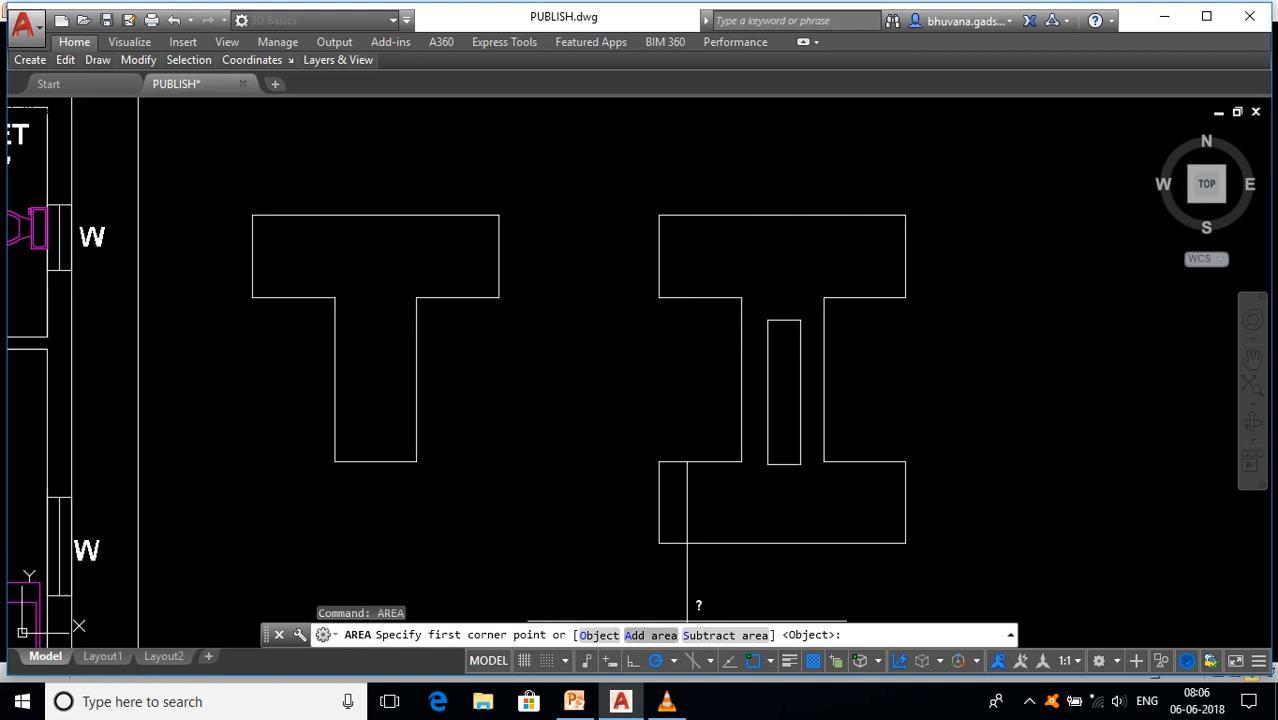 PUBLISH.dwg
3D Basics
Type a keyword or phrase
bhuvana.gads...
Home Visualize Insert View Manage Output Add-ins A360 Express Tools Featured Apps BIM 360 Performance
Create Edit Draw Modify Selection Coordinates Layers & View
Start PUBLISH*
ET
W
W
N
W TOP E
S
WCS
Y
X
?
Command: AREA
AREA Specify first corner point or [Object Add area Subtract area] <Object>:
Model Layout1 Layout2 MODEL 1:1
Type here to search
ENG
08:06
06-06-2018